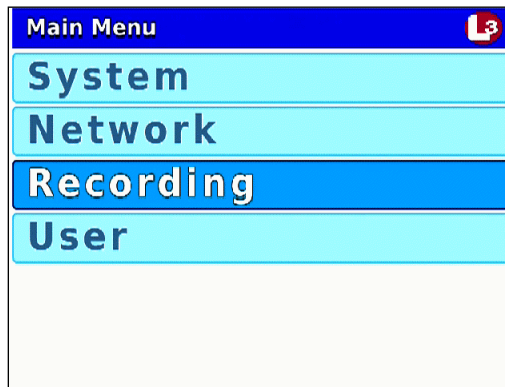 Main Menu
L3
System
Network
Recording
User